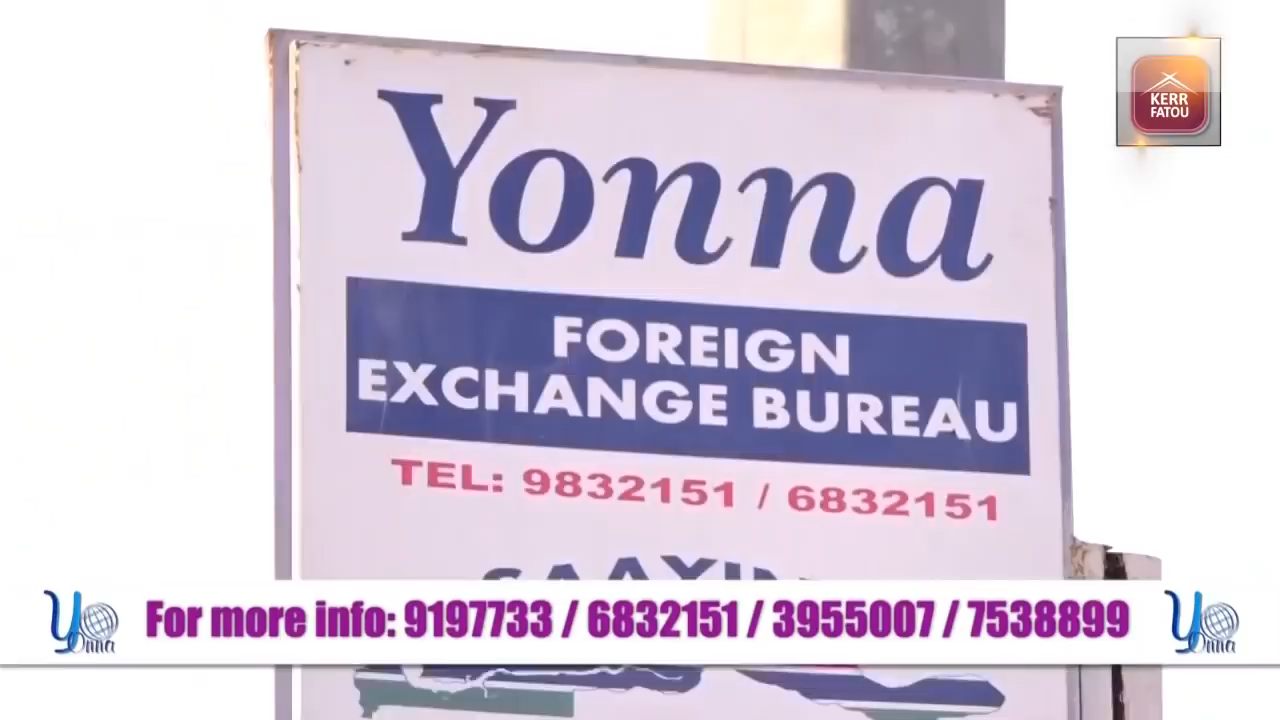 KERR
FATOU
Yonna
FOREIGN
EXCHANGE BUREAU
TEL: 9832151 / 6832151
Yonna
For more info: 9197733 / 6832151 / 3955007 / 7538899
Yonna